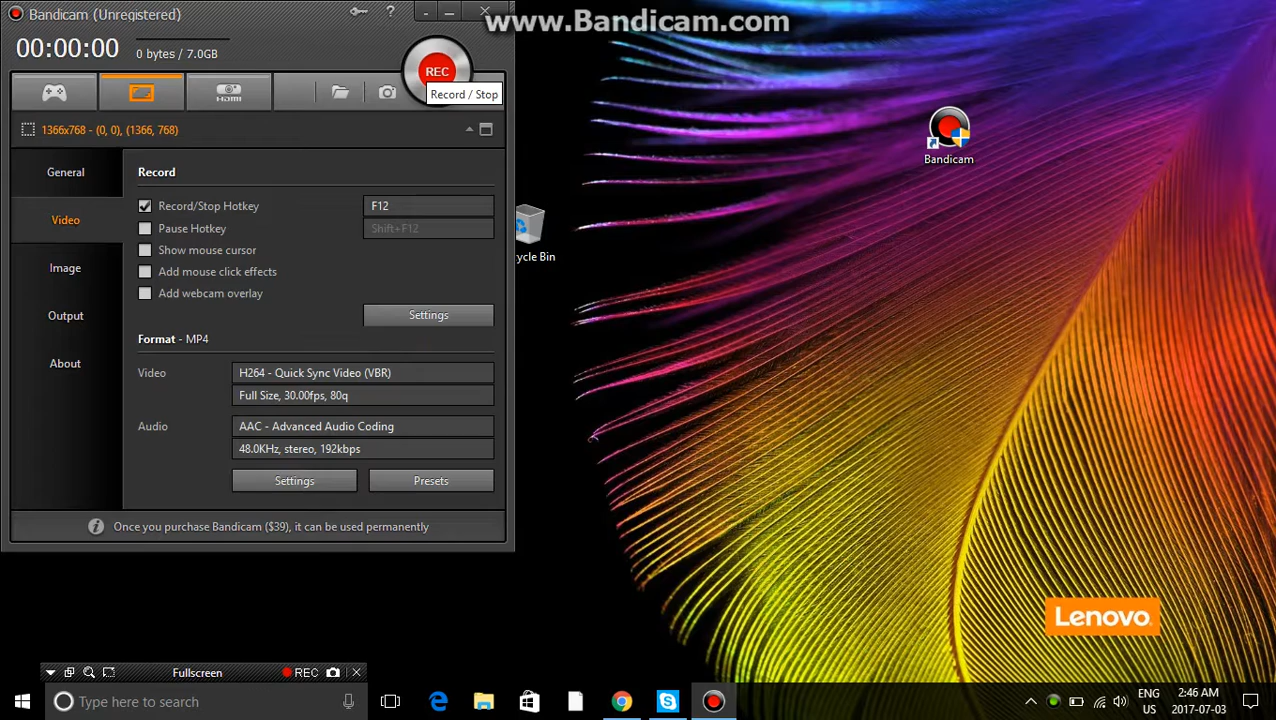 Bandicam (Unregistered)
?
www.Bandicam.com
00:00:00
0 bytes / 7.0GB
REC
Record / Stop
HDMI
1366x768 - (0, 0), (1366, 768)
General
Video
Image
Output
About
Record
Record/Stop Hotkey
F12
Pause Hotkey
Shift+F12
Show mouse cursor
Add mouse click effects
Add webcam overlay
Settings
Format - MP4
Video
H264 - Quick Sync Video (VBR)
Full Size, 30.00fps, 80q
Audio
AAC - Advanced Audio Coding
48.0KHz, stereo, 192kbps
Settings
Presets
Once you purchase Bandicam ($39), it can be used permanently
Bandicam
ycle Bin
Lenovo
Fullscreen
REC
Type here to search
ENG
US
2:46 AM
2017-07-03